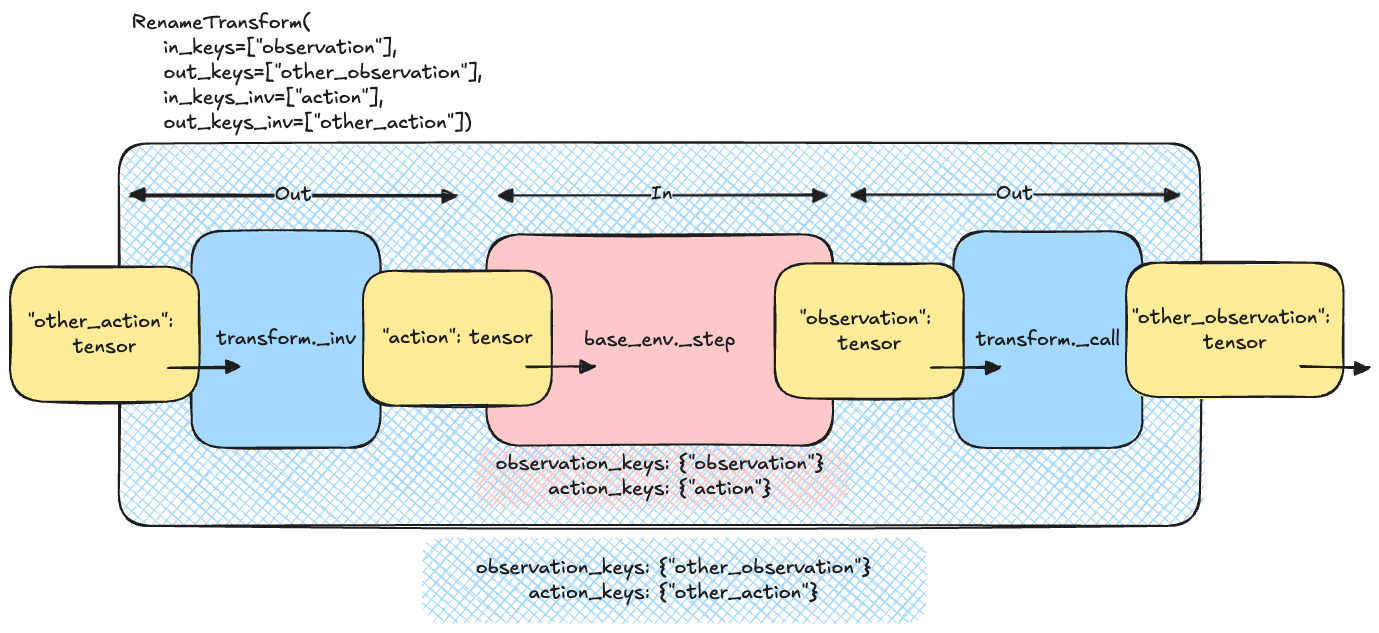 RenameTransform(
in_keys=["observation"],
out_keys=["other_observation"],
in_keys_inv=["action"],
out_keys_inv=["other_action"])
Out
In
Out
"other_action":
tensor
transform._inv
"action": tensor
base_env._step
"observation":
tensor
transform._call
"other_observation":
tensor
observation_keys: {"observation"}
action_keys: {"action"}
observation_keys: {"other_observation"}
action_keys: {"other_action"}